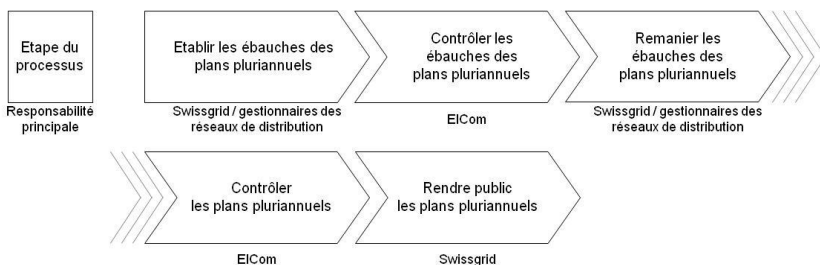 Etape du
processus
Responsabilité
principale
Etablir les ébauches des
plans pluriannuels
Swissgrid / gestionnaires des
réseaux de distribution
Contrôler les
ébauches des
plans pluriannuels
ElCom
Remanier les
ébauches des
plans pluriannuels
Swissgrid / gestionnaires des
réseaux de distribution
Contrôler
les plans pluriannuels
ElCom
Rendre public
les plans pluriannuels
Swissgrid